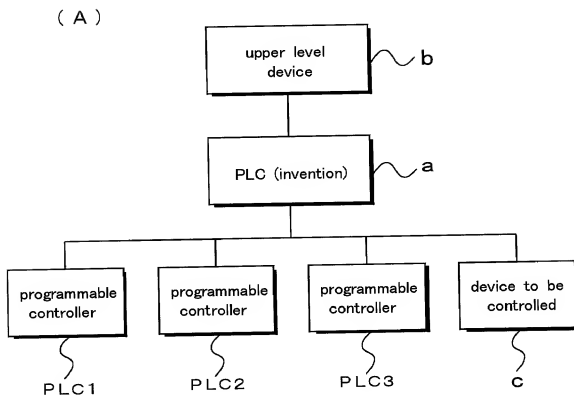 (A)
upper level
device
b
PLC (invention)
a
programmable
controller
programmable
controller
programmable
controller
device to be
controlled
PLC1
PLC2
PLC3
c